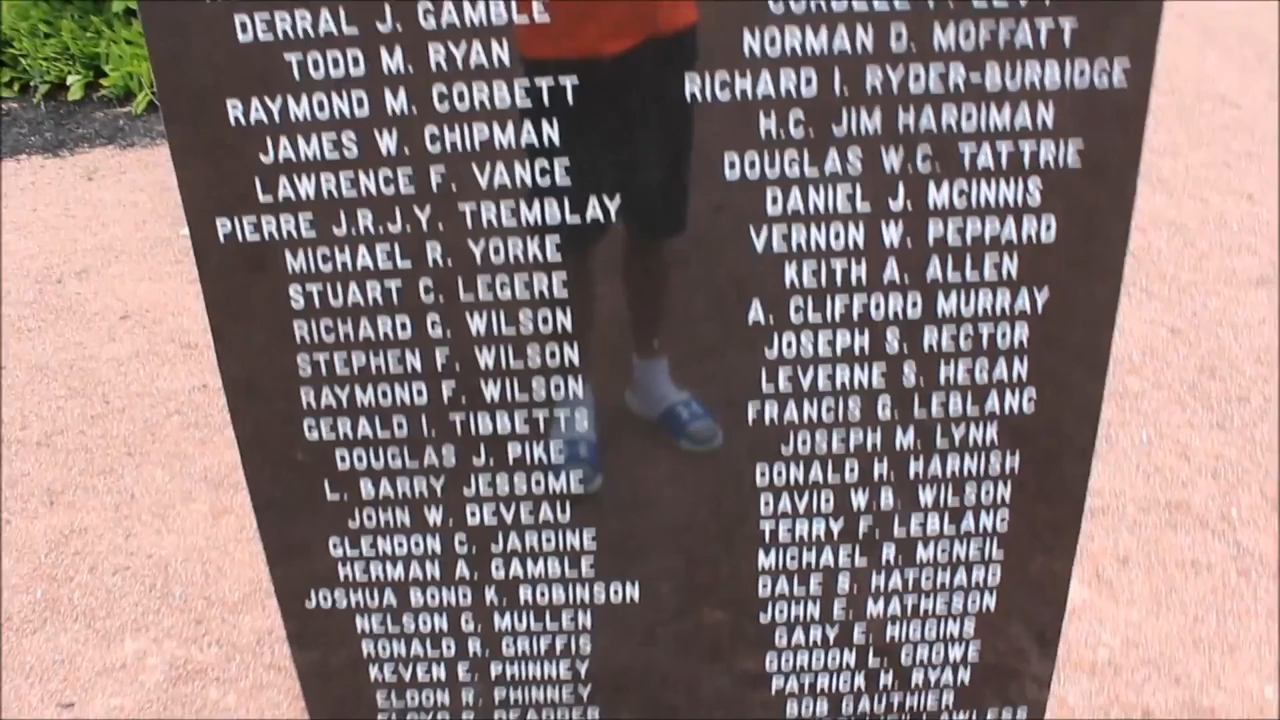 DERRAL J. GAMBLE
TODD M. RYAN
RAYMOND M. CORBETT
JAMES W. CHIPMAN
LAWRENCE F. VANCE
PIERRE J.R.J.Y. TREMBLAY
MICHAEL R. YORKE
STUART C. LEGERE
RICHARD G. WILSON
STEPHEN F. WILSON
RAYMOND F. WILSON
GERALD I. TIBBETTS
DOUGLAS J. PIKE
L. BARRY JESSOME
JOHN W. DEVEAU
GLENDON C. JARDINE
HERMAN A. GAMBLE
JOSHUA BOND K. ROBINSON
NELSON G. MULLEN
RONALD R. GRIFFIS
KEVEN E. PHINNEY
ELDON R. PHINNEY
NORMAN D. MOFFATT
RICHARD I. RYDER-BURBIDGE
H.C. JIM HARDIMAN
DOUGLAS W.C. TATTRIE
DANIEL J. MCINNIS
VERNON W. PEPPARD
KEITH A. ALLEN
A. CLIFFORD MURRAY
JOSEPH S. RECTOR
LEVERNE S. HEGAN
FRANCIS G. LEBLANC
JOSEPH M. LYNK
DONALD H. HARNISH
DAVID W.B. WILSON
TERRY F. LEBLANC
MICHAEL R. MCNEIL
DALE S. HATCHARD
JOHN E. MATHESON
GARY E. HIGGINS
GORDON L. CROWE
PATRICK H. RYAN
BOB GAUTHIER
LAWLESS